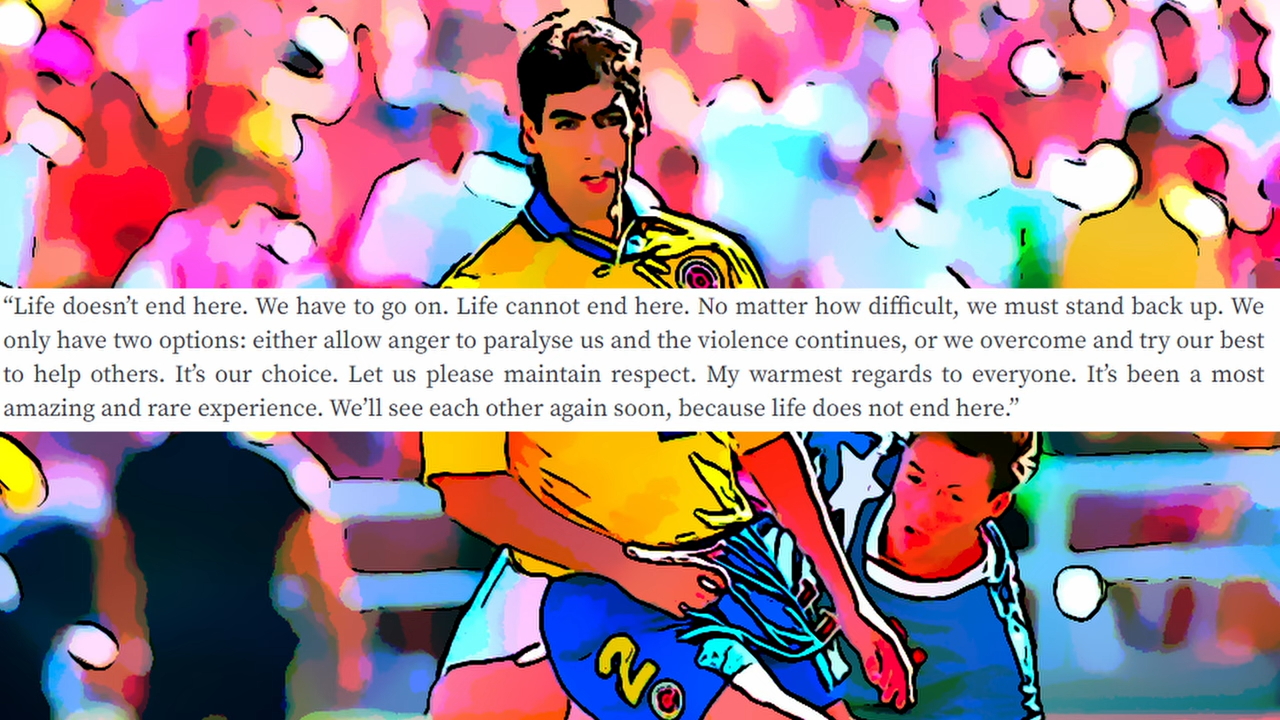 “Life doesn’t end here. We have to go on. Life cannot end here. No matter how difficult, we must stand back up. We
only have two options: either allow anger to paralyse us and the violence continues, or we overcome and try our best
to help others. It’s our choice. Let us please maintain respect. My warmest regards to everyone. It’s been a most
amazing and rare experience. We’ll see each other again soon, because life does not end here.”
2